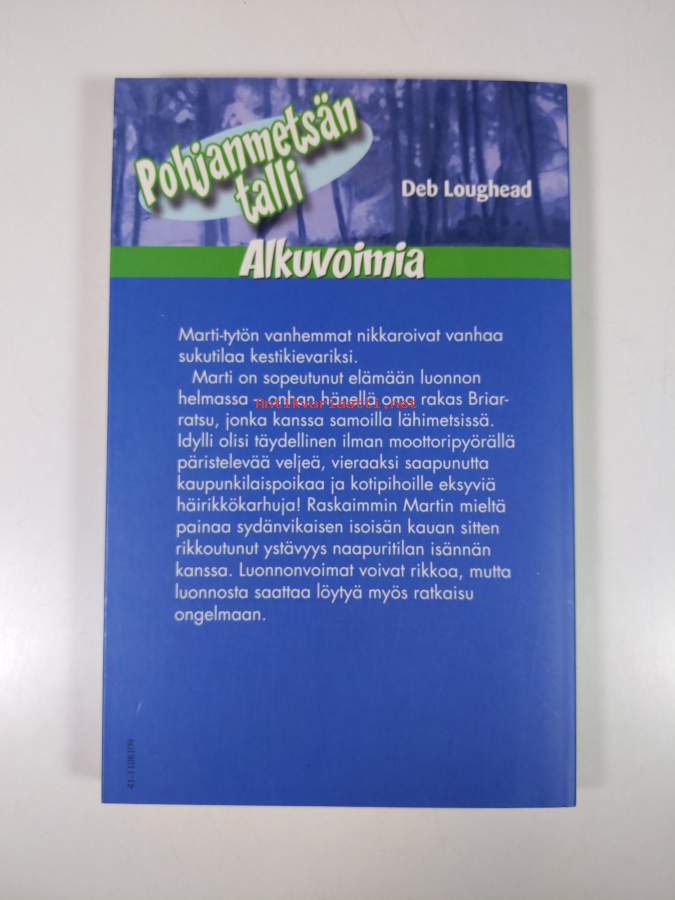 Pohjanmetsän
talli
Deb Loughead
Alkuvoimia
Marti-tytön vanhemmat nikkaroivat vanhaa
sukutilaa kestikievariksi.
Marti on sopeutunut elämään luonnon
helmassa – onhan hänellä oma rakas Briar-
Antikvariaatti.net
ratsu, jonka kanssa samoilla lähimetsissä.
Idylli olisi täydellinen ilman moottoripyörällä
päristelevää veljeä, vieraaksi saapunutta
kaupunkilaispoikaa ja kotipihoille eksyviä
häirikkökarhuja! Raskaimmin Martin mieltä
painaa sydänvikaisen isoisän kauan sitten
rikkoutunut ystävyys naapuritilan isännän
kanssa. Luonnonvoimat voivat rikkoa, mutta
luonnosta saattaa löytyä myös ratkaisu
ongelmaan.